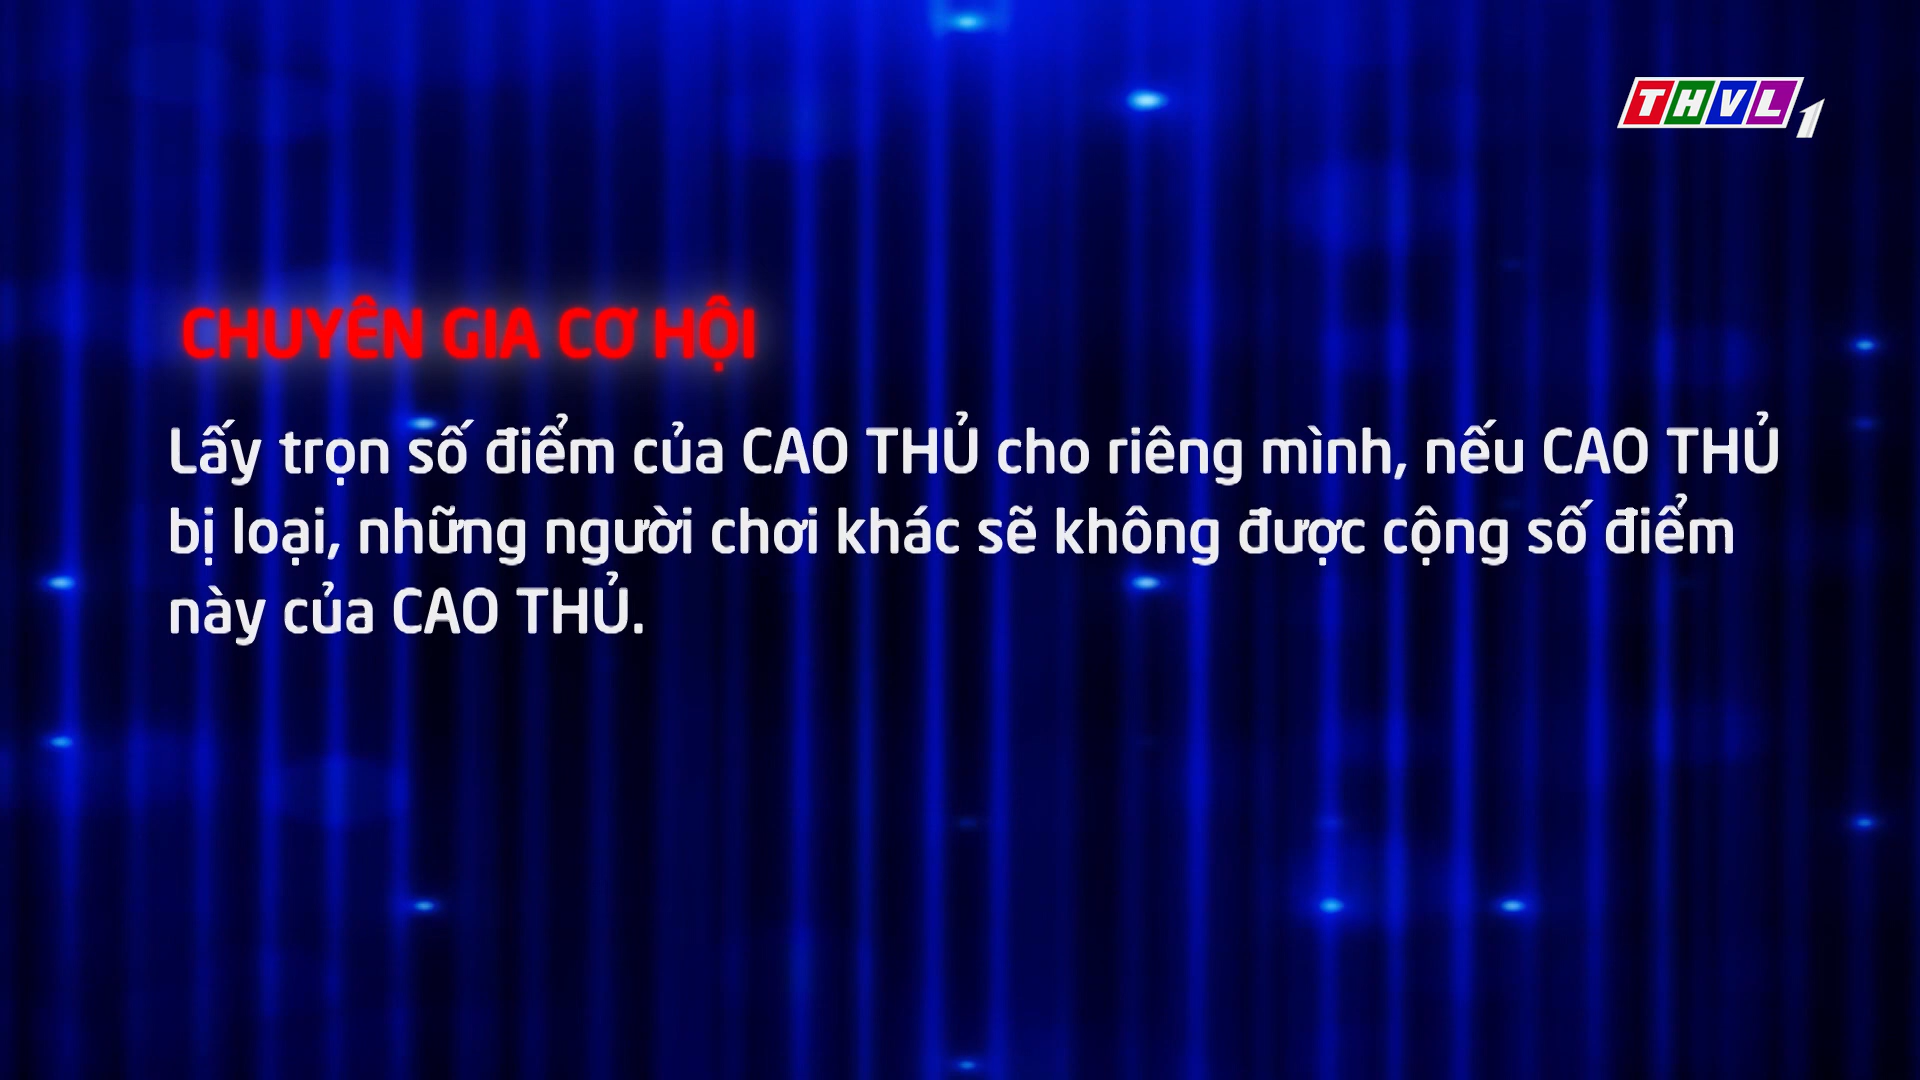 THVL1
CHUYÊN GIA CƠ HỘI
Lấy trọn số điểm của CAO THỦ cho riêng mình, nếu CAO THỦ
bị loại, những người chơi khác sẽ không được cộng số điểm
này của CAO THỦ.